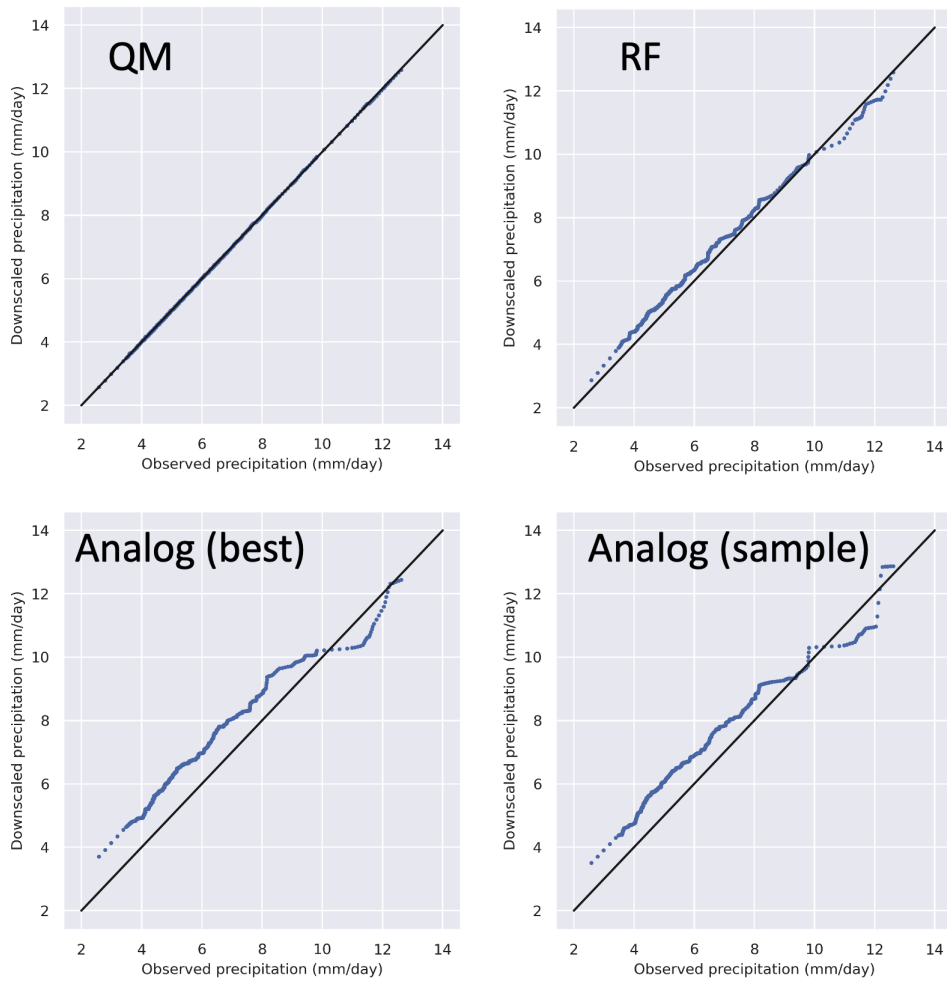 QM
14
12
10
8
6
4
2
Downscaled precipitation (mm/day)
2 4 6 8 10 12 14
Observed precipitation (mm/day)
RF
14
12
10
8
6
4
2
Downscaled precipitation (mm/day)
2 4 6 8 10 12 14
Observed precipitation (mm/day)
Analog (best)
14
12
10
8
6
4
2
Downscaled precipitation (mm/day)
2 4 6 8 10 12 14
Observed precipitation (mm/day)
Analog (sample)
14
12
10
8
6
4
2
Downscaled precipitation (mm/day)
2 4 6 8 10 12 14
Observed precipitation (mm/day)